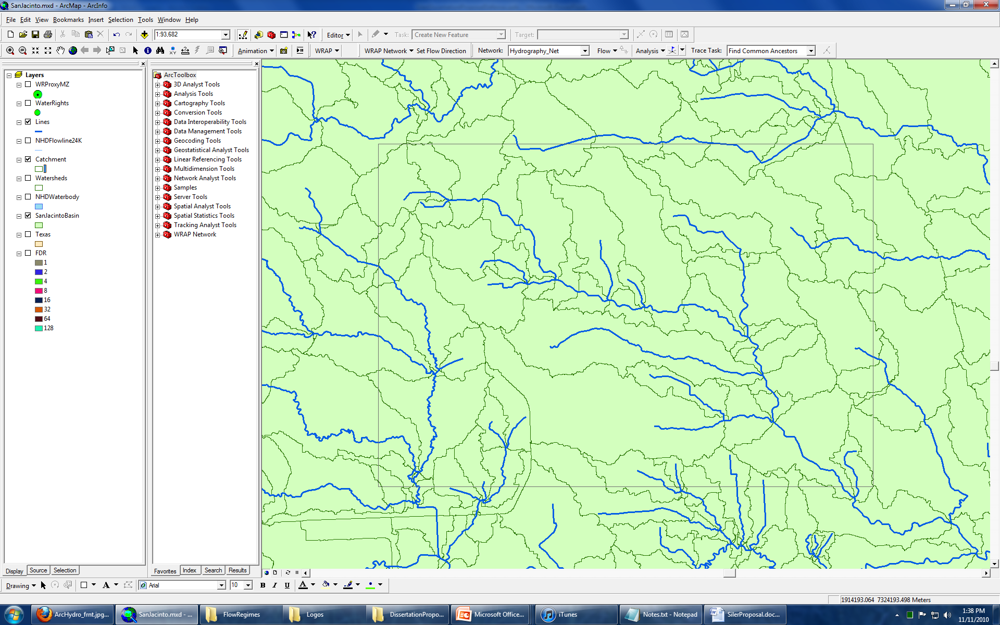 SanJacinto.mxd - ArcMap - ArcInfo
File Edit View Bookmarks Insert Selection Tools Window Help
1:93,682 Editor Task: Create New Feature Target:
Animation WRAP WRAP Network Set Flow Direction Network: Hydrography_Net Flow Analysis Trace Task: Find Common Ancestors
Layers
WRProxyMZ
WaterRights
Lines
NHDFlowline24K
Catchment
Watersheds
NHDWaterbody
SanJacintoBasin
Texas
FDR
1
2
4
8
16
32
64
128
Display Source Selection
ArcToolbox
3D Analyst Tools
Analysis Tools
Cartography Tools
Conversion Tools
Data Interoperability Tools
Data Management Tools
Geocoding Tools
Geostatistical Analyst Tools
Linear Referencing Tools
Multidimension Tools
Network Analyst Tools
Samples
Server Tools
Spatial Analyst Tools
Spatial Statistics Tools
Tracking Analyst Tools
WRAP Network
Favorites Index Search Results
Drawing A Arial 10 B I U A
1914193.064 7324193.498 Meters
ArcHydro_frnt.jpg... SanJacinto.mxd - ... FlowRegimes Logos DissertationPropo... Microsoft Office... iTunes Notes.txt - Notepad SilerProposal.doc...
1:38 PM
11/11/2010